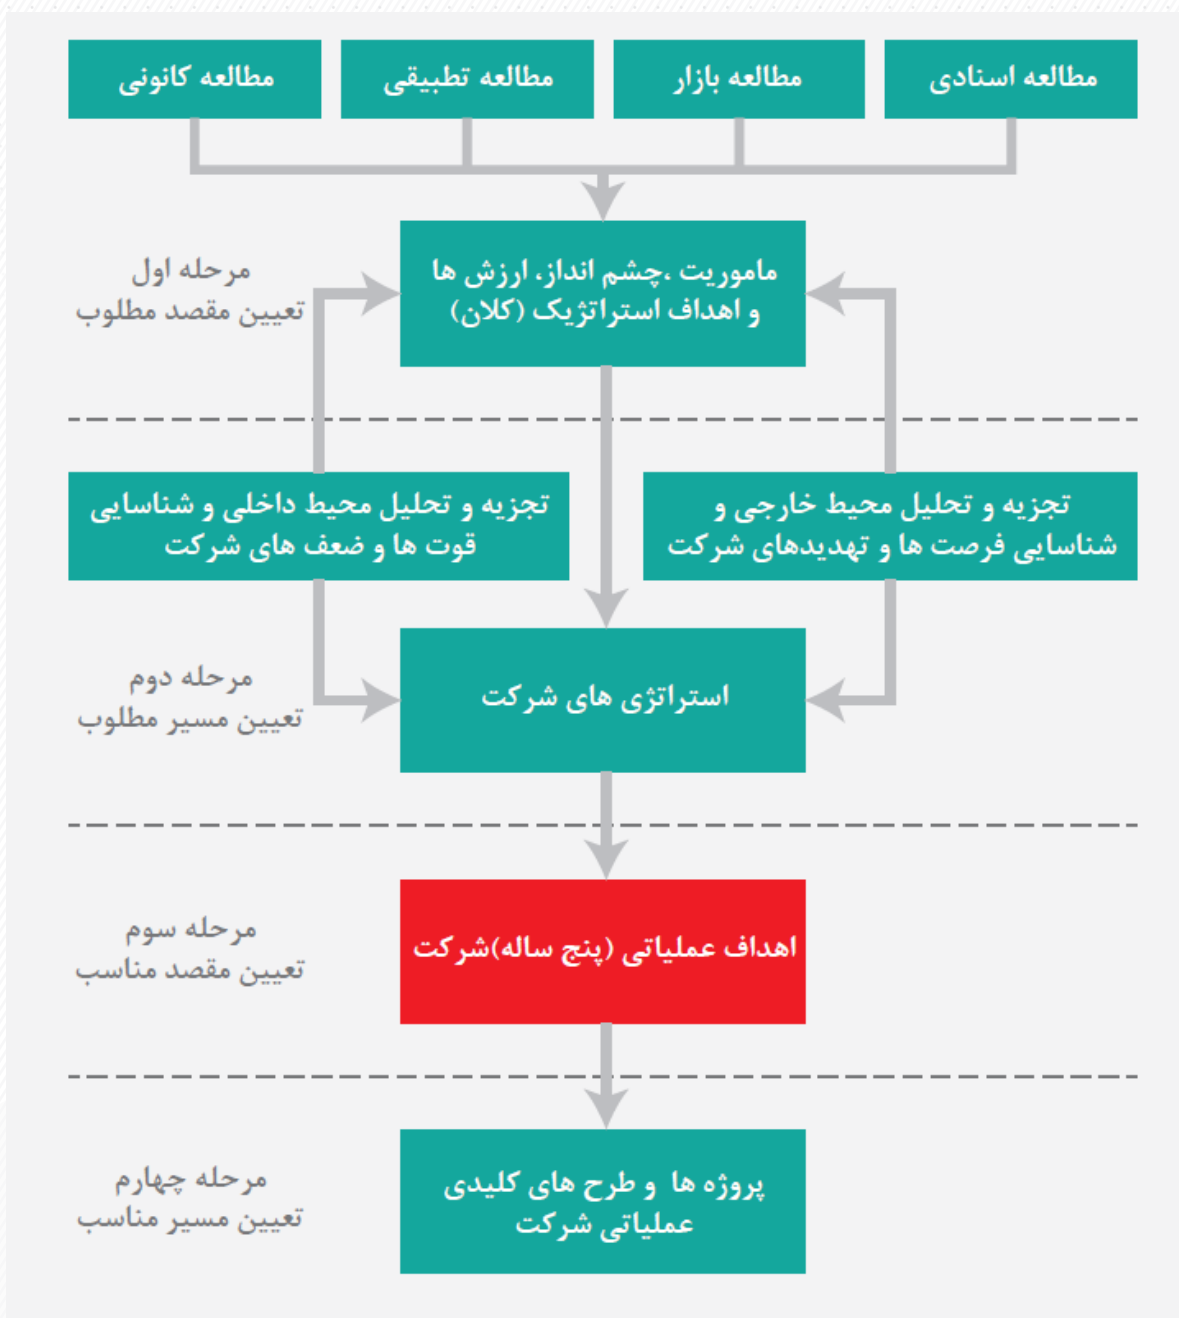 مطالعه اسنادی
مطالعه بازار
مطالعه تطبیقی
مطالعه کانونی
ماموریت ،چشم انداز، ارزش ها
و اهداف استراتژیک (کلان)
مرحله اول
تعیین مقصد مطلوب
تجزیه و تحلیل محیط خارجی و
شناسایی فرصت ها و تهدیدهای شرکت
تجزیه و تحلیل محیط داخلی و شناسایی
قوت ها و ضعف های شرکت
استراتژی های شرکت
مرحله دوم
تعیین مسیر مطلوب
اهداف عملیاتی (پنج ساله)شرکت
مرحله سوم
تعیین مقصد مناسب
پروژه ها و طرح های کلیدی
عملیاتی شرکت
مرحله چهارم
تعیین مسیر مناسب